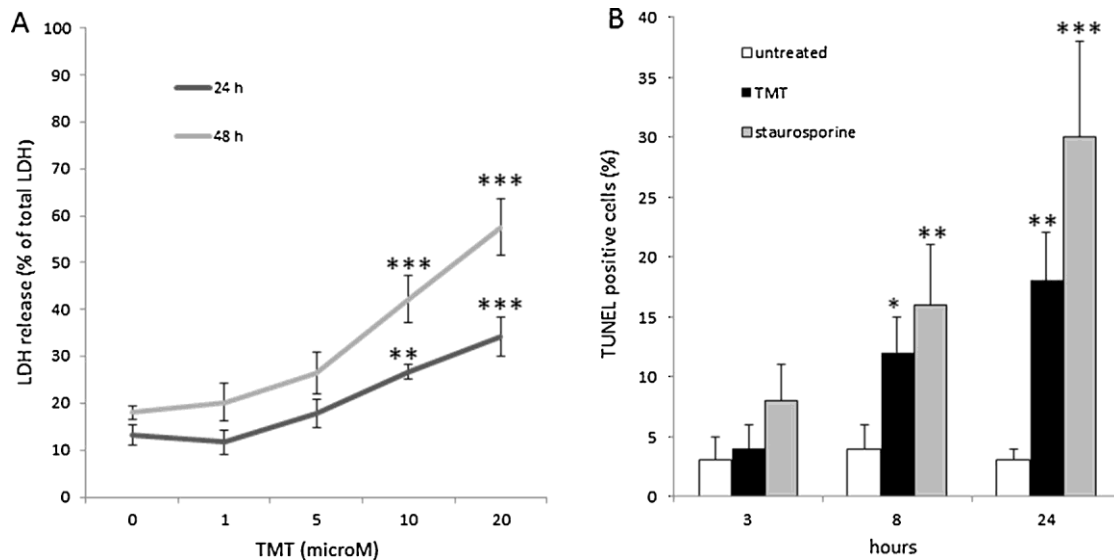 A
100
90
80
70
60
50
40
30
20
10
0
LDH release (% of total LDH)
24 h
48 h
***
***
***
**
0 1 5 10 20
TMT (microM)
B
40
35
30
25
20
15
10
5
0
TUNEL positive cells (%)
untreated
TMT
staurosporine
*
**
**
***
3 8 24
hours